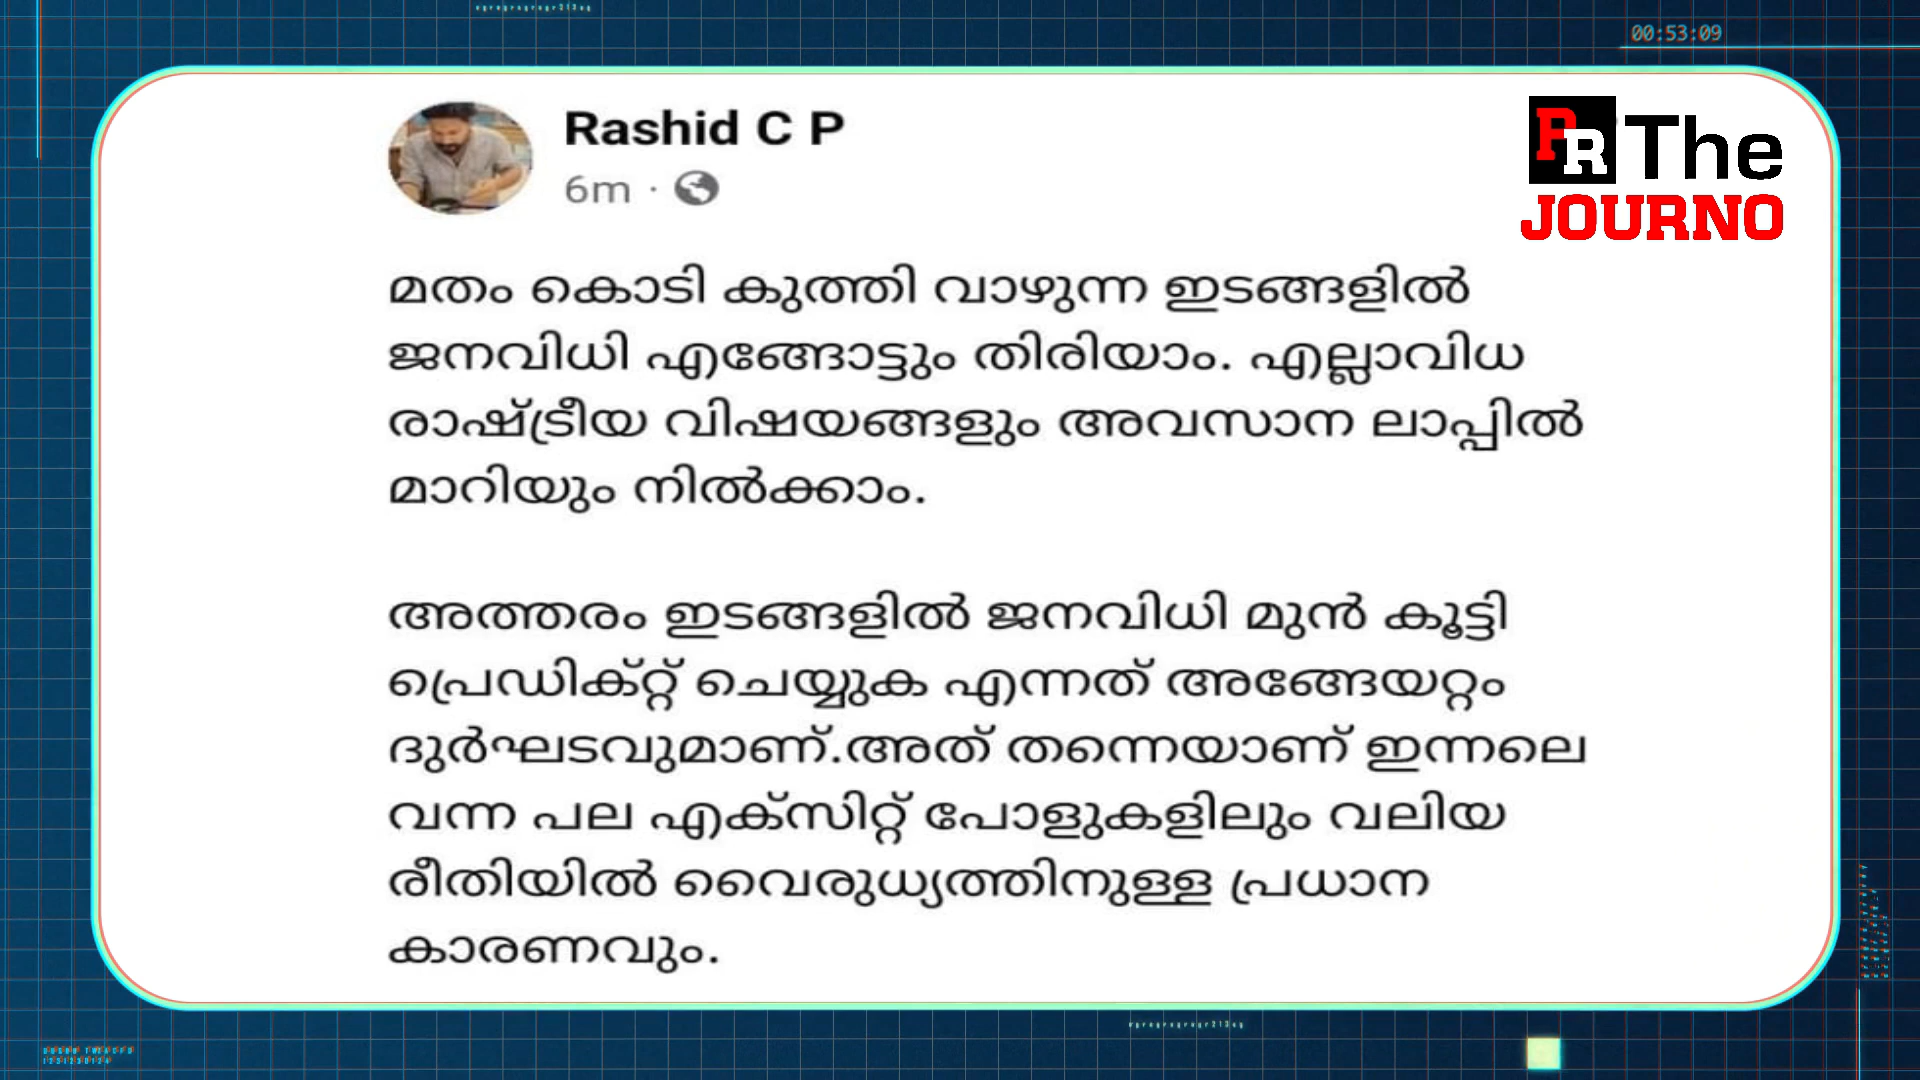 00:53:09
Rashid C P
6m ·
PR The
JOURNO
മതം കൊടി കുത്തി വാഴുന്ന ഇടങ്ങളിൽ
ജനവിധി എങ്ങോട്ടും തിരിയാം. എല്ലാവിധ
രാഷ്ട്രീയ വിഷയങ്ങളും അവസാന ലാപ്പിൽ
മാറിയും നിൽക്കാം.
അത്തരം ഇടങ്ങളിൽ ജനവിധി മുൻ കൂട്ടി
പ്രെഡിക്റ്റ് ചെയ്യുക എന്നത് അങ്ങേയറ്റം
ദുർഘടവുമാണ്.അത് തന്നെയാണ് ഇന്നലെ
വന്ന പല എക്സിറ്റ് പോളുകളിലും വലിയ
രീതിയിൽ വൈരുധ്യത്തിനുള്ള പ്രധാന
കാരണവും.